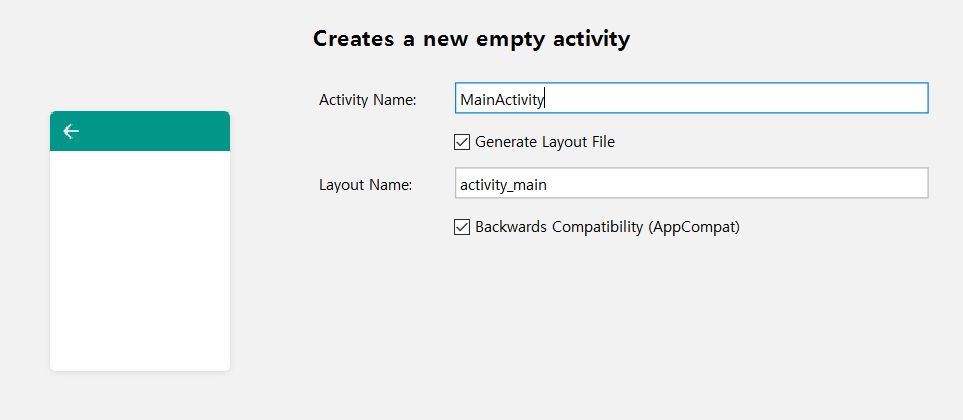 Creates a new empty activity
Activity Name: MainActivity
Generate Layout File
Layout Name: activity_main
Backwards Compatibility (AppCompat)